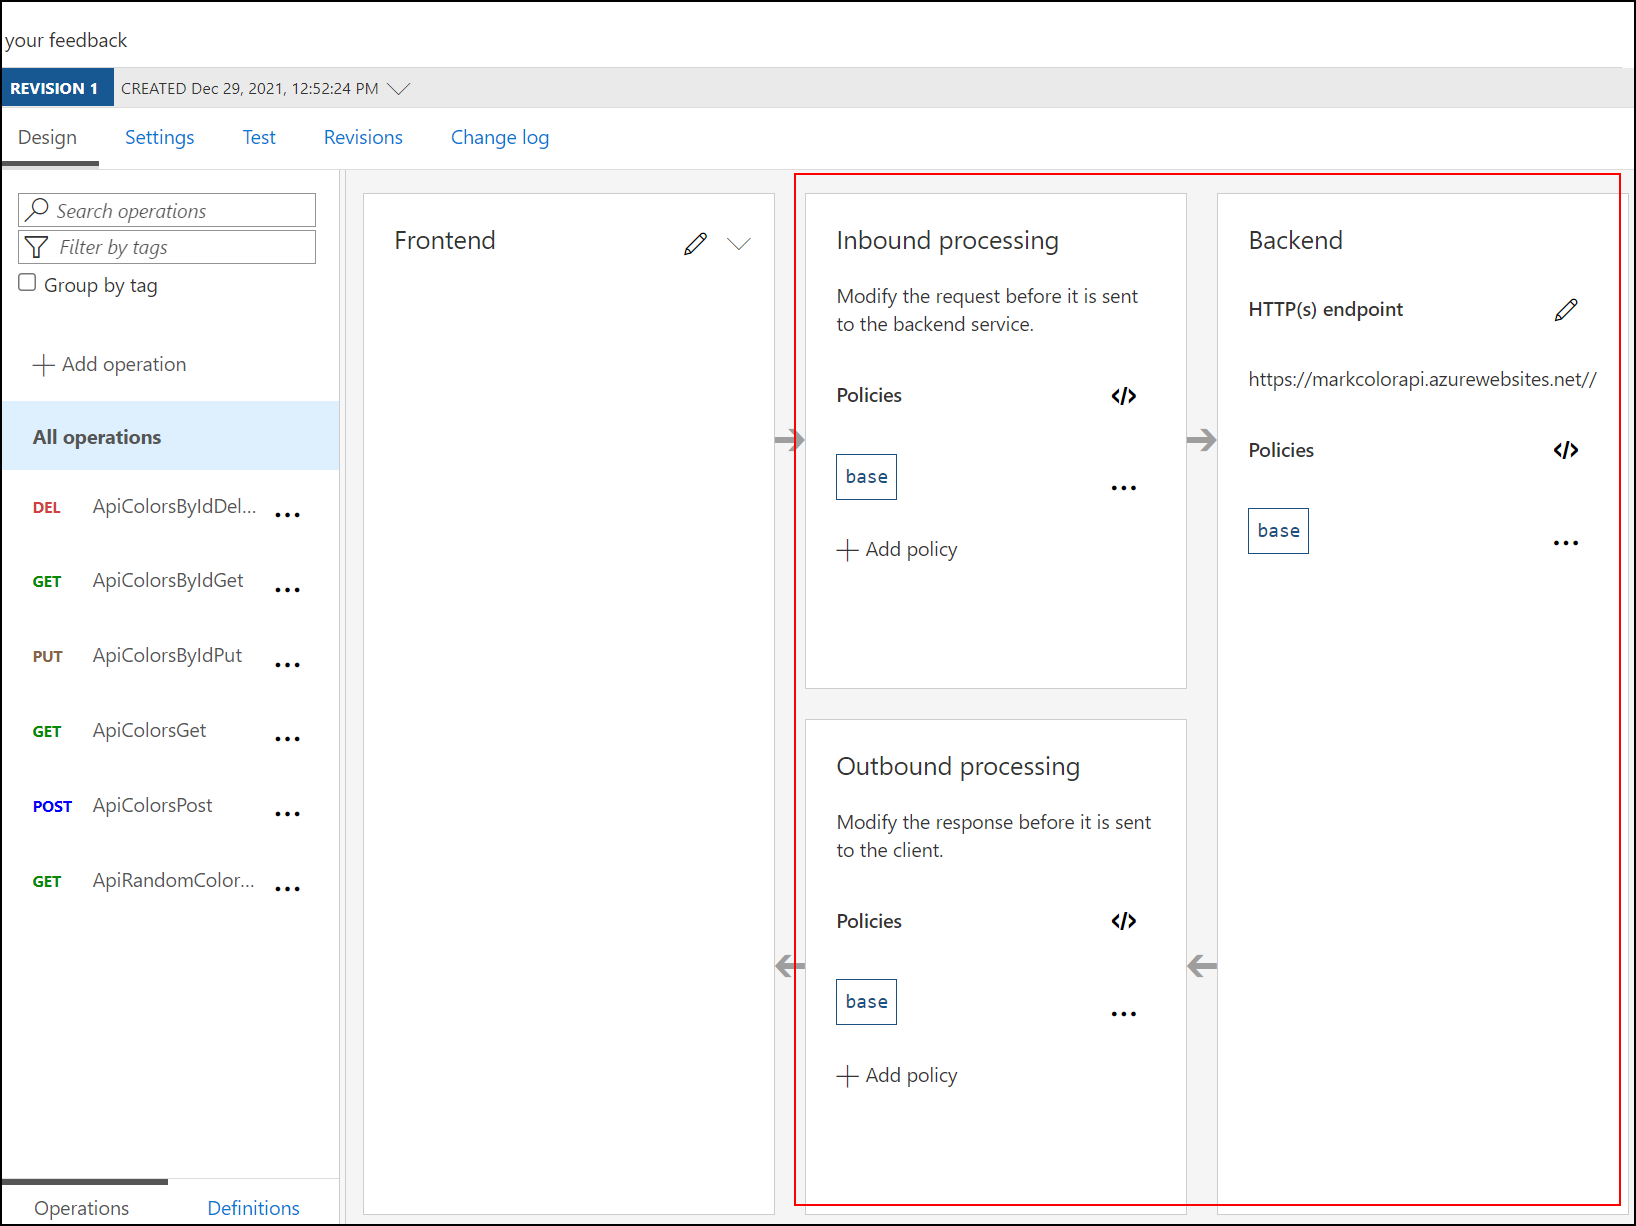 your feedback
REVISION 1 CREATED Dec 29, 2021, 12:52:24 PM
Design Settings Test Revisions Change log
Search operations
Filter by tags
Group by tag
Add operation
All operations
DEL ApiColorsByIdDel...
GET ApiColorsByIdGet
PUT ApiColorsByIdPut
GET ApiColorsGet
POST ApiColorsPost
GET ApiRandomColor...
Operations Definitions
Frontend
Inbound processing
Modify the request before it is sent
to the backend service.
Policies </>
base ...
Add policy
Outbound processing
Modify the response before it is sent
to the client.
Policies </>
base ...
Add policy
Backend
HTTP(s) endpoint
https://markcolorapi.azurewebsites.net//
Policies </>
base ...